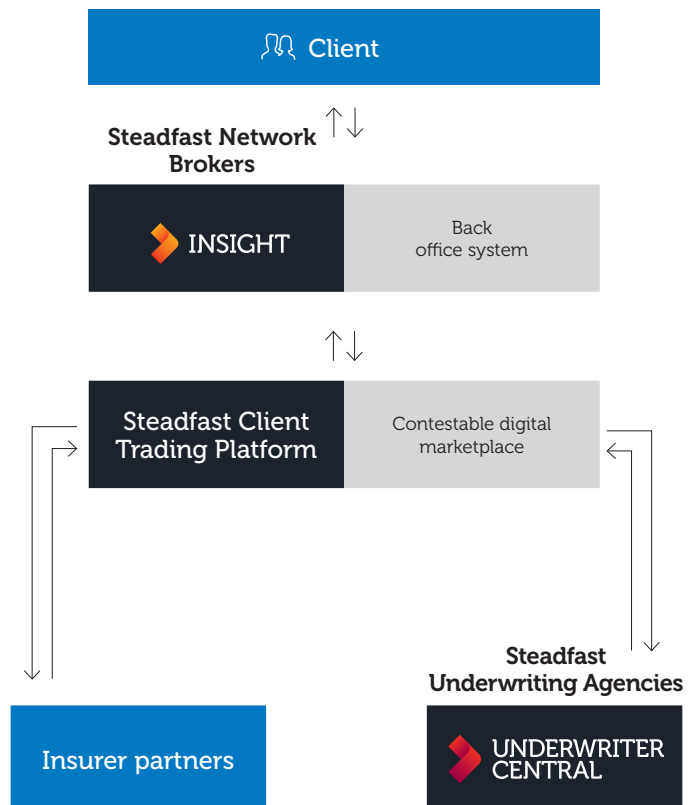 Client
Steadfast Network
Brokers
INSIGHT
Back
office system
Steadfast Client
Trading Platform
Contestable digital
marketplace
Steadfast
Underwriting Agencies
Insurer partners
UNDERWRITER
CENTRAL